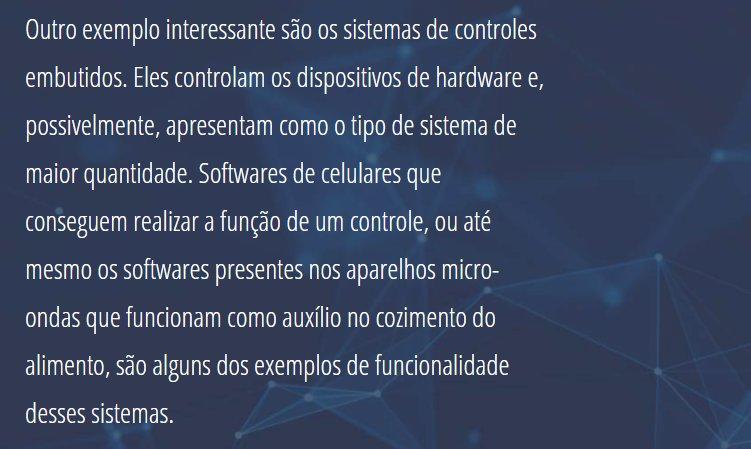 Outro exemplo interessante são os sistemas de controles
embutidos. Eles controlam os dispositivos de hardware e,
possivelmente, apresentam como o tipo de sistema de
maior quantidade. Softwares de celulares que
conseguem realizar a função de um controle, ou até
mesmo os softwares presentes nos aparelhos micro-
ondas que funcionam como auxílio no cozimento do
alimento, são alguns dos exemplos de funcionalidade
desses sistemas.